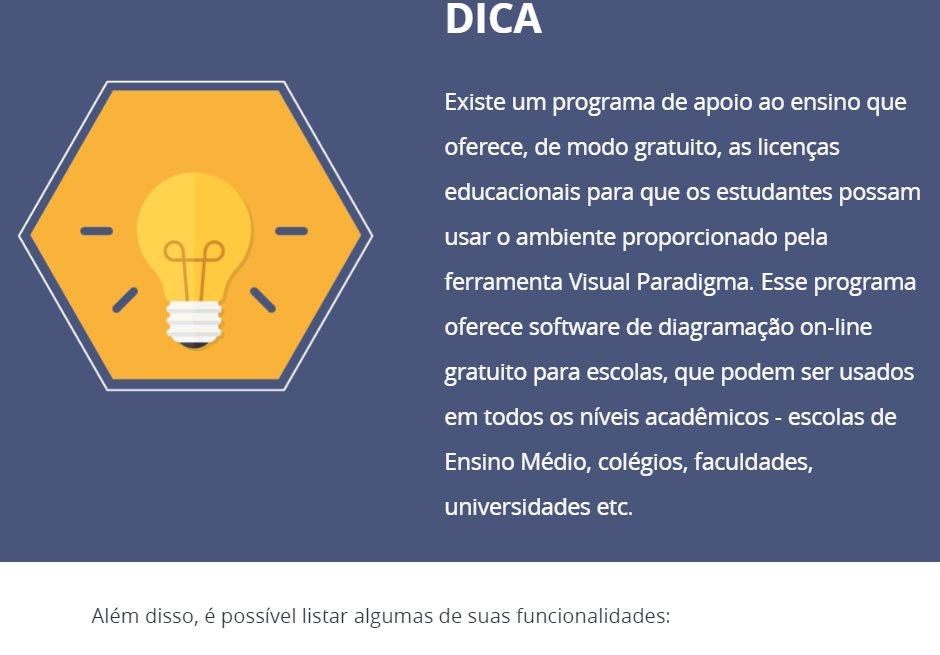 DICA
Existe um programa de apoio ao ensino que
oferece, de modo gratuito, as licenças
educacionais para que os estudantes possam
usar o ambiente proporcionado pela
ferramenta Visual Paradigma. Esse programa
oferece software de diagramação on-line
gratuito para escolas, que podem ser usados
em todos os níveis acadêmicos - escolas de
Ensino Médio, colégios, faculdades,
universidades etc.
Além disso, é possível listar algumas de suas funcionalidades: